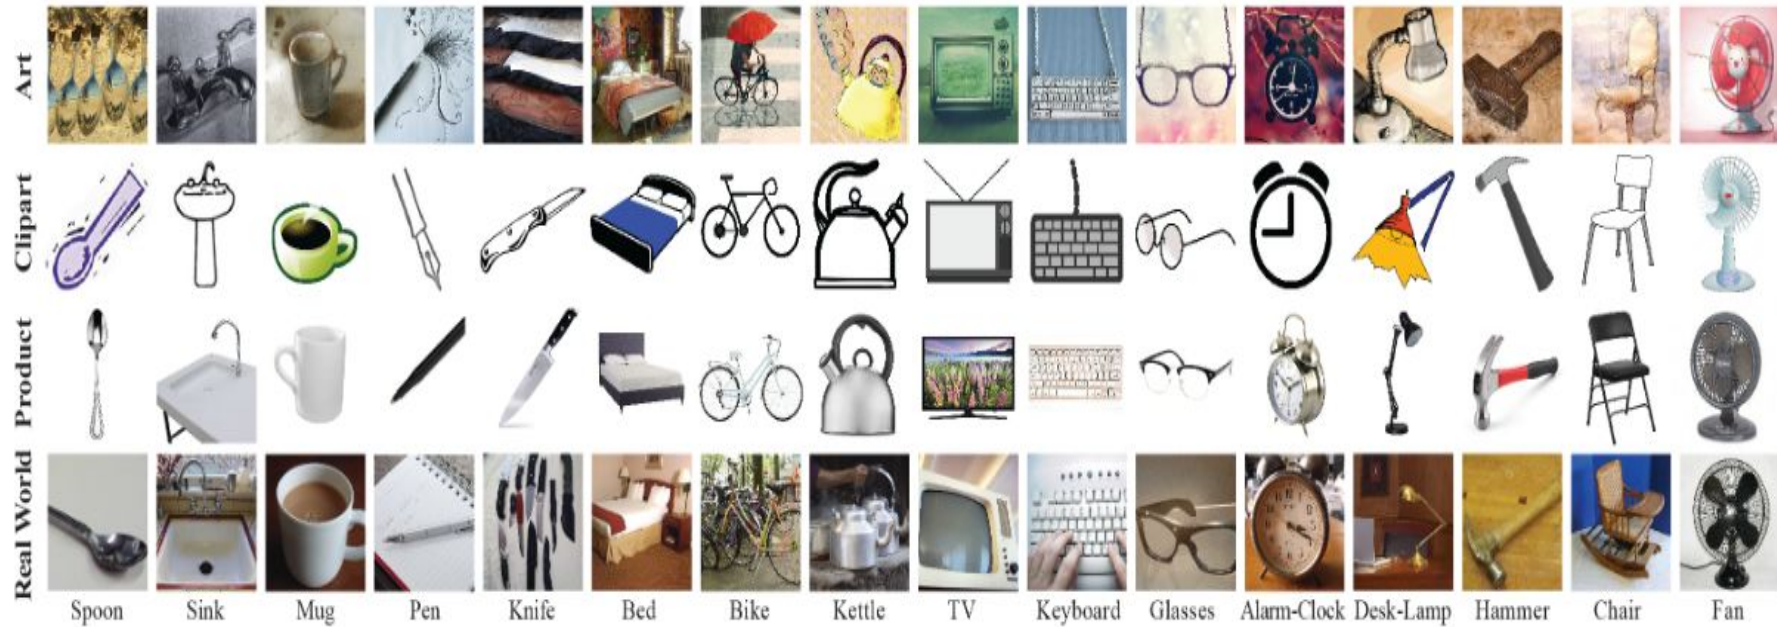 Art
Clipart
Product
Real World
Spoon Sink Mug Pen Knife Bed Bike Kettle TV Keyboard Glasses Alarm-Clock Desk-Lamp Hammer Chair Fan